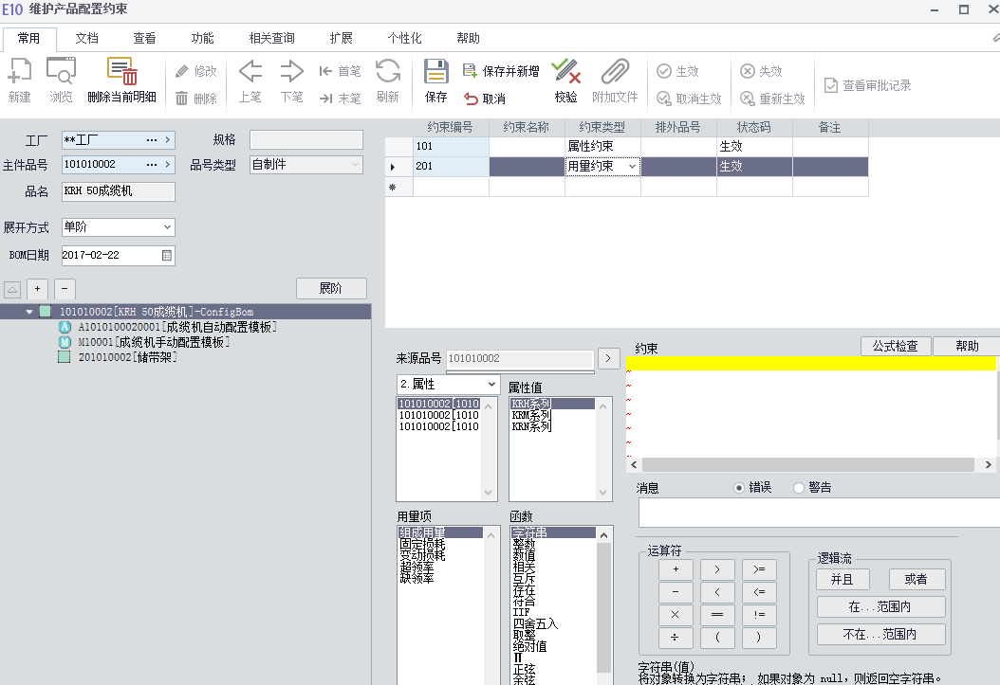 E10 维护产品配置约束
常用 文档 查看 功能 相关查询 扩展 个性化 帮助
新建 浏览 删除当前明细 修改 删除 上笔 下笔 首笔 末笔 刷新 保存 保存并新增 取消 校验 附加文件 生效 取消生效 失效 重新生效 查看审批记录
工厂 **工厂 ... > 规格
主件品号 101010002 ... > 品号类型 自制件
品名 KRH 50成缆机
展开方式 单阶
BOM日期 2017-02-22
+ - 展阶
101010002[KRH 50成缆机]-ConfigBom
A A1010100020001[成缆机自动配置模板]
M M10001[成缆机手动配置模板]
201010002[储带架]
约束编号 约束名称 约束类型 排外品号 状态码 备注
101 属性约束 生效
201 用量约束 生效
*
来源品号 101010002 >
2.属性 属性值
101010002[1010 KRH系列
101010002[1010 KRM系列
101010002[1010 KRN系列
用量项 函数
组成用量 字符串
固定损耗 整数
变动损耗 数值
超领率 相关
缺领率 互斥
存在
符合
IIF
四舍五入
取整
绝对值
Π
正弦
余弦
约束 公式检查 帮助
~
~
~
~
~
~
消息 错误 警告
运算符
+ > >=
- < <=
× == !=
÷ ( )
逻辑流
并且 或者
在...范围内
不在...范围内
字符串(值)
将对象转换为字符串; 如果对象为 null, 则返回空字符串。